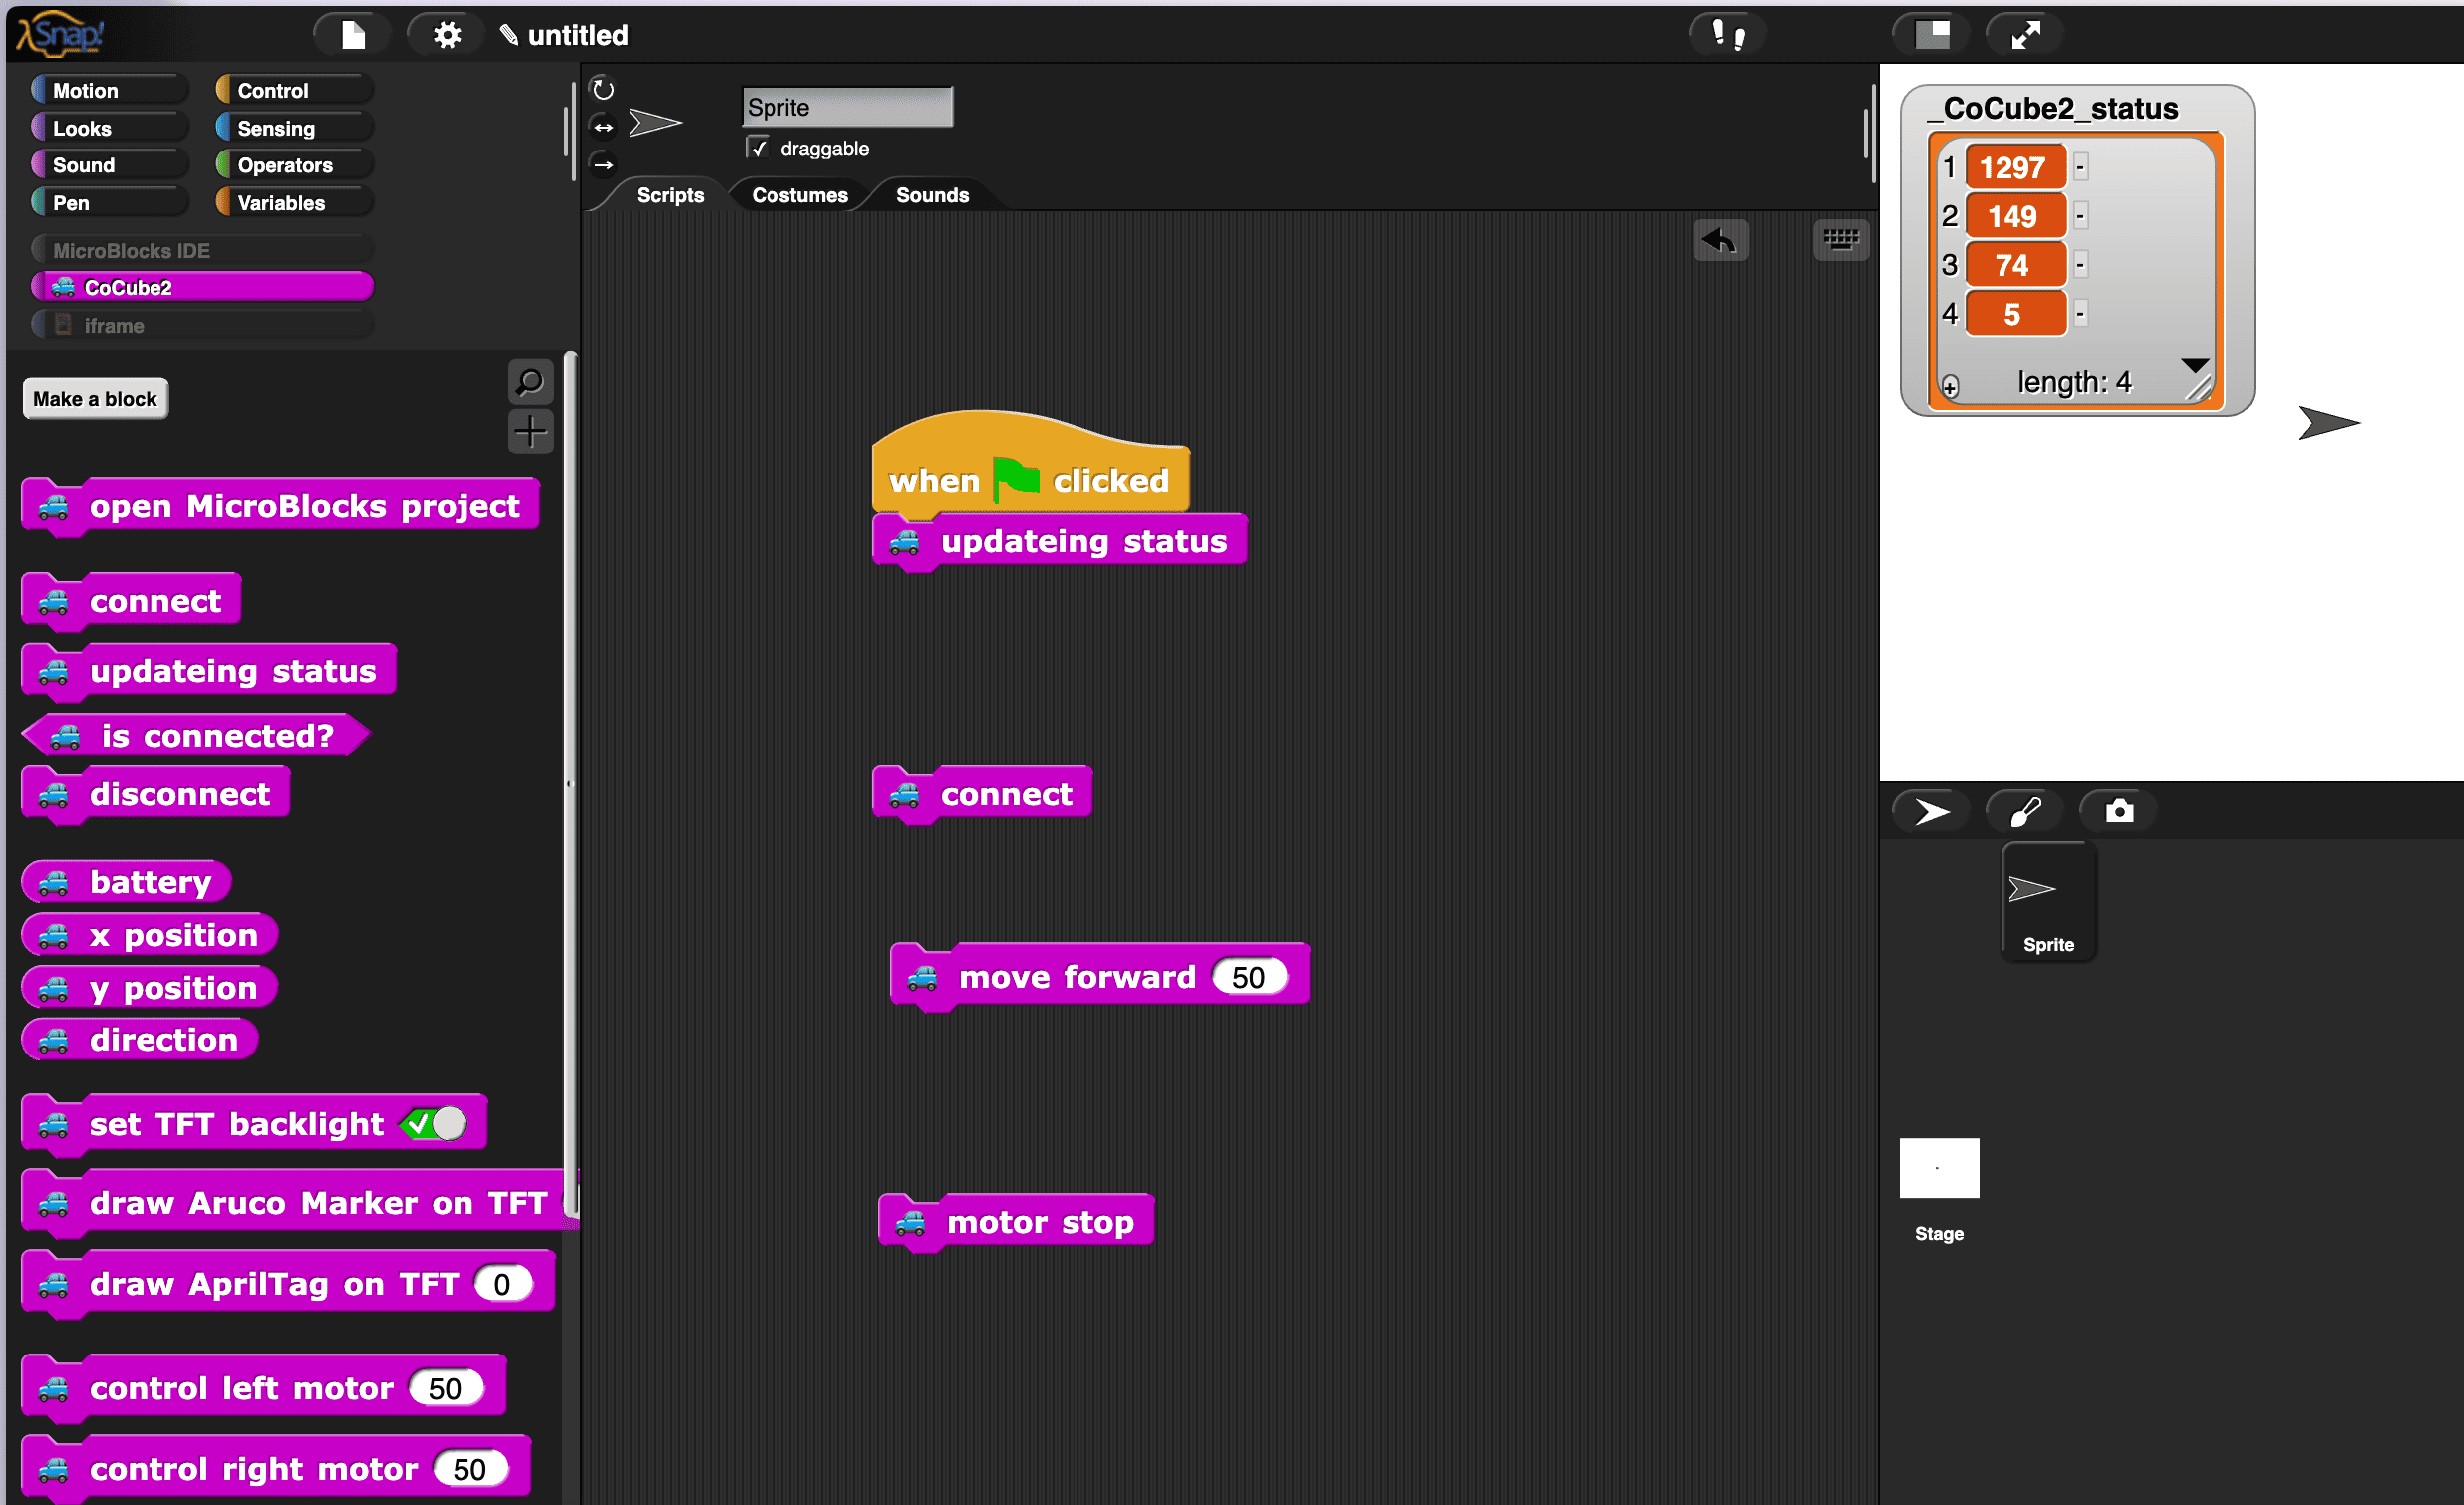 λSnap!
untitled
Motion
Control
Looks
Sensing
Sound
Operators
Pen
Variables
MicroBlocks IDE
CoCube2
iframe
Make a block
open MicroBlocks project
connect
updateing status
is connected?
disconnect
battery
x position
y position
direction
set TFT backlight
draw Aruco Marker on TFT
draw AprilTag on TFT 0
control left motor 50
control right motor 50
Sprite
draggable
Scripts
Costumes
Sounds
when clicked
updateing status
connect
move forward 50
motor stop
_CoCube2_status
1 1297 -
2 149 -
3 74 -
4 5 -
+ length: 4
Sprite
Stage